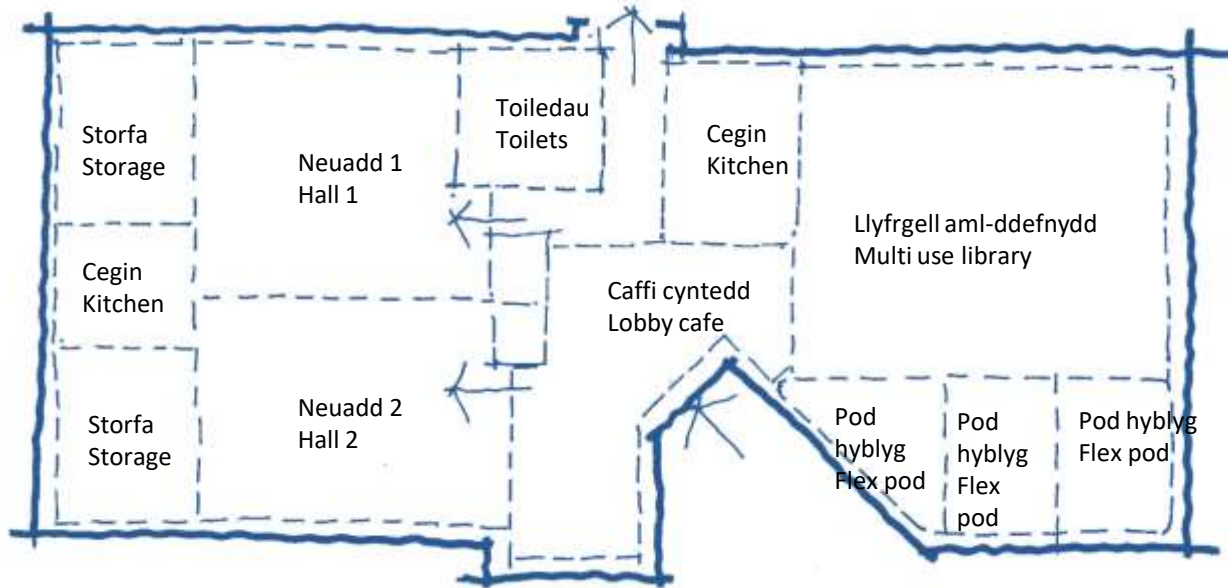 Storfa
Storage
Neuadd 1
Hall 1
Toiledau
Toilets
Cegin
Kitchen
Llyfrgell aml-ddefnydd
Multi use library
Cegin
Kitchen
Caffi cyntedd
Lobby cafe
Storfa
Storage
Neuadd 2
Hall 2
Pod
hyblyg
Flex pod
Pod
hyblyg
Flex
pod
Pod hyblyg
Flex pod